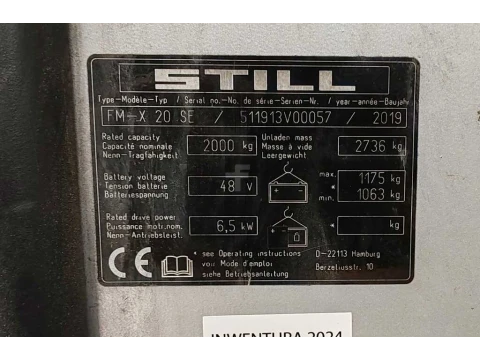 STILL
Type-Modèle-Typ / Serial no.-No. de série-Serien-Nr. / year-année-Baujahr
FM-X 20 SE / 511913V00057 / 2019
Rated capacity
Capacité nominale
Nenn-Tragfähigkeit
2000 kg
Unladen mass
Masse à vide
Leergewicht
2736 kg
Battery voltage
Tension batterie
Batteriespannung
48 V
max. 1175 kg
*
min. 1063 kg
Rated drive power
Puissance motr.nom.
Nenn-Antriebsleist.
6,5 kW
* kg
CE
* see Operating instructions
voir Mode d'emploi
siehe Betriebsanleitung
D-22113 Hamburg
Berzeliusstr. 10
INWENTURA 2024